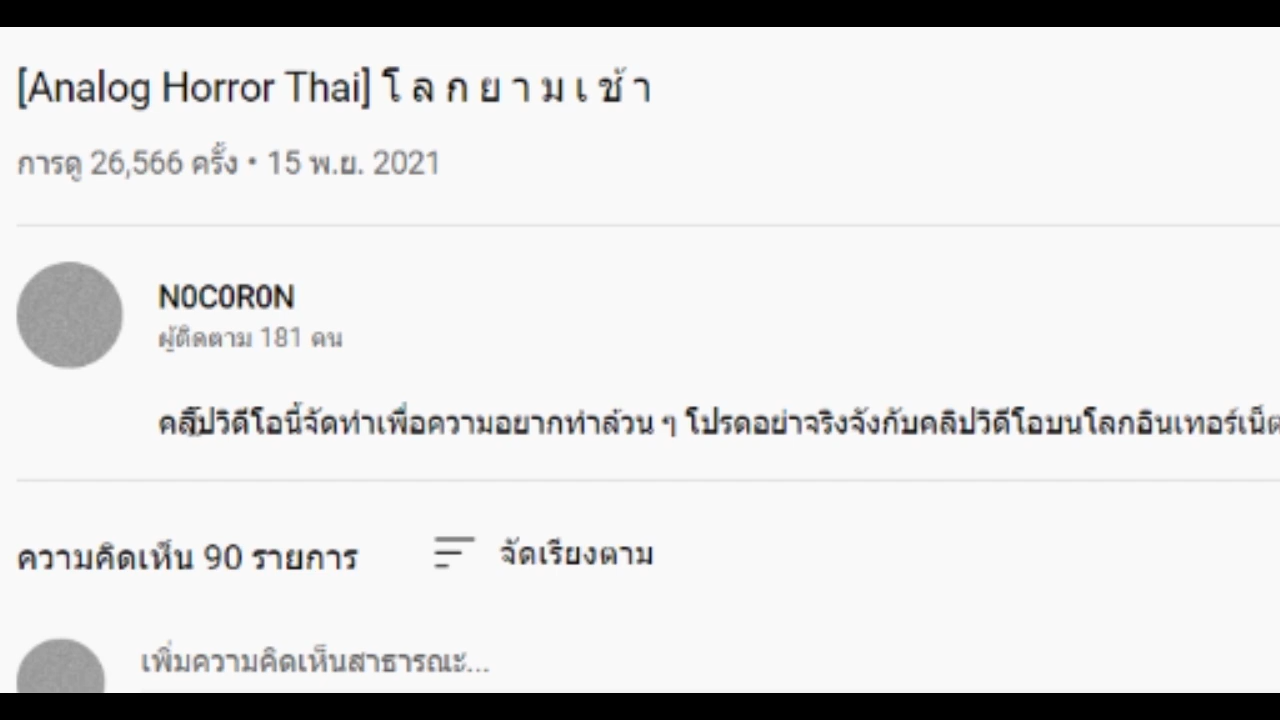 [Analog Horror Thai] โ ล ก ย า ม เ ช้ า
การดู 26,566 ครั้ง • 15 พ.ย. 2021
N0C0R0N
ผู้ติดตาม 181 คน
คลิ๊ปวิดีโอนี้จัดทำเพื่อความอยากทำล้วน ๆ โปรดอย่าจริงจังกับคลิปวิดีโอบนโลกอินเทอร์เน็ต
ความคิดเห็น 90 รายการ
จัดเรียงตาม
เพิ่มความคิดเห็นสาธารณะ...